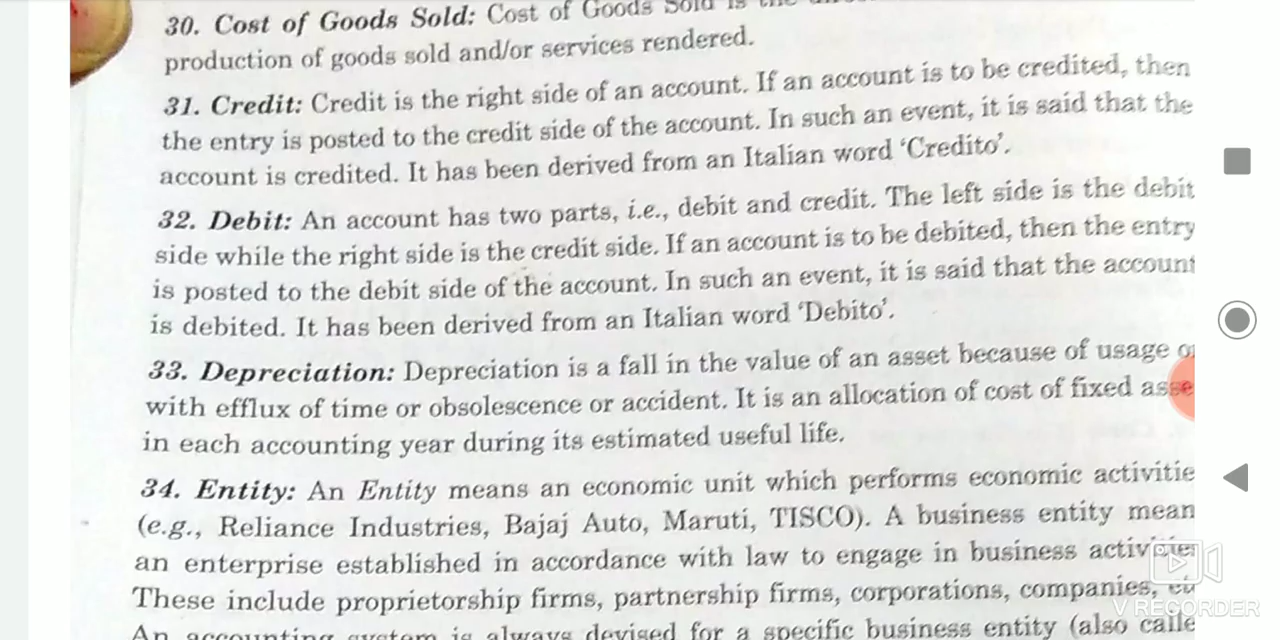 30. Cost of Goods Sold: Cost of Goods Sold is the
production of goods sold and/or services rendered.
31. Credit: Credit is the right side of an account. If an account is to be credited, then
the entry is posted to the credit side of the account. In such an event, it is said that the
account is credited. It has been derived from an Italian word ‘Credito’.
32. Debit: An account has two parts, i.e., debit and credit. The left side is the debit
side while the right side is the credit side. If an account is to be debited, then the entry
is posted to the debit side of the account. In such an event, it is said that the account
is debited. It has been derived from an Italian word ‘Debito’.
33. Depreciation: Depreciation is a fall in the value of an asset because of usage
with efflux of time or obsolescence or accident. It is an allocation of cost of fixed asse
in each accounting year during its estimated useful life.
34. Entity: An Entity means an economic unit which performs economic activitie
(e.g., Reliance Industries, Bajaj Auto, Maruti, TISCO). A business entity mean
an enterprise established in accordance with law to engage in business
These include proprietorship firms, partnership firms, corporations, companies,
An accounting system is always devised for a specific business entity (also calle
V RECORDER